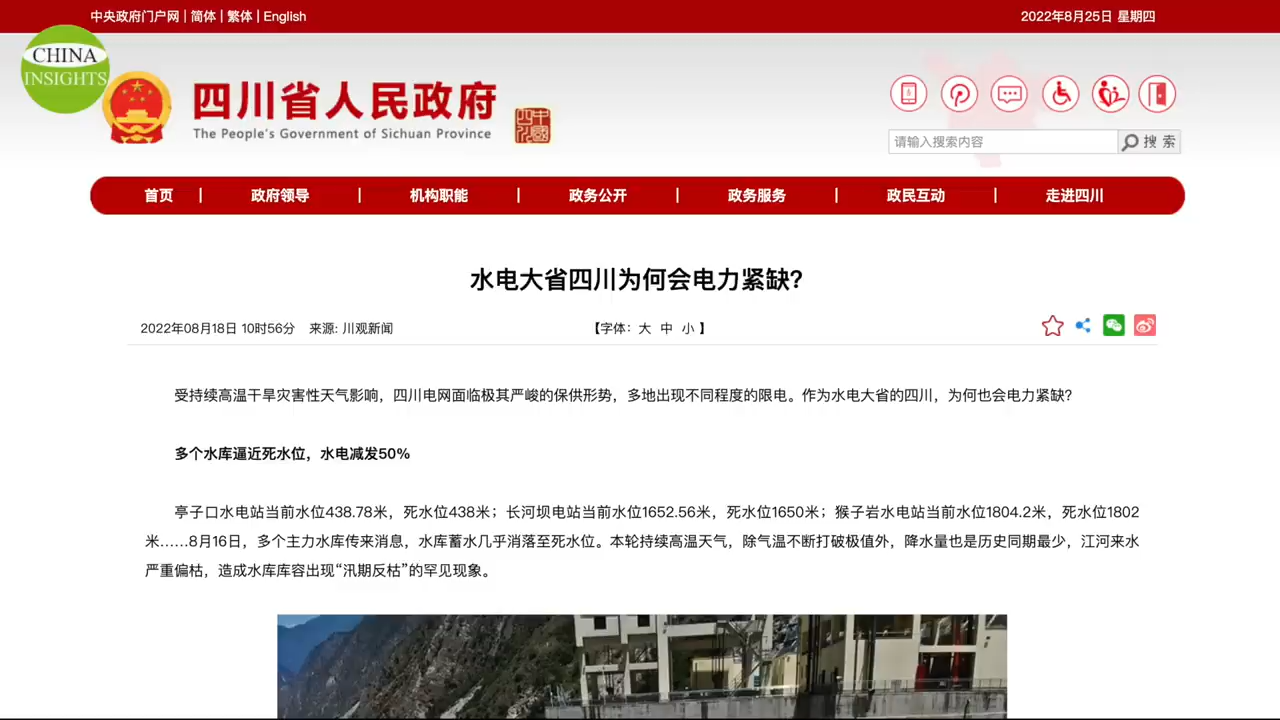 中央政府门户网 | 简体 | 繁体 | English
2022年8月25日 星期四
CHINA
INSIGHTS
四川省人民政府
The People's Government of Sichuan Province
请输入搜索内容
搜 索
首页 | 政府领导 | 机构职能 | 政务公开 | 政务服务 | 政民互动 | 走进四川
水电大省四川为何会电力紧缺?
2022年08月18日 10时56分 来源: 川观新闻
【字体：大 中 小 】
受持续高温干旱灾害性天气影响，四川电网面临极其严峻的保供形势，多地出现不同程度的限电。作为水电大省的四川，为何也会电力紧缺?
多个水库逼近死水位，水电减发50%
亭子口水电站当前水位438.78米，死水位438米；长河坝电站当前水位1652.56米，死水位1650米；猴子岩水电站当前水位1804.2米，死水位1802
米……8月16日，多个主力水库传来消息，水库蓄水几乎消落至死水位。本轮持续高温天气，除气温不断打破极值外，降水量也是历史同期最少，江河来水
严重偏枯，造成水库库容出现“汛期反枯”的罕见现象。